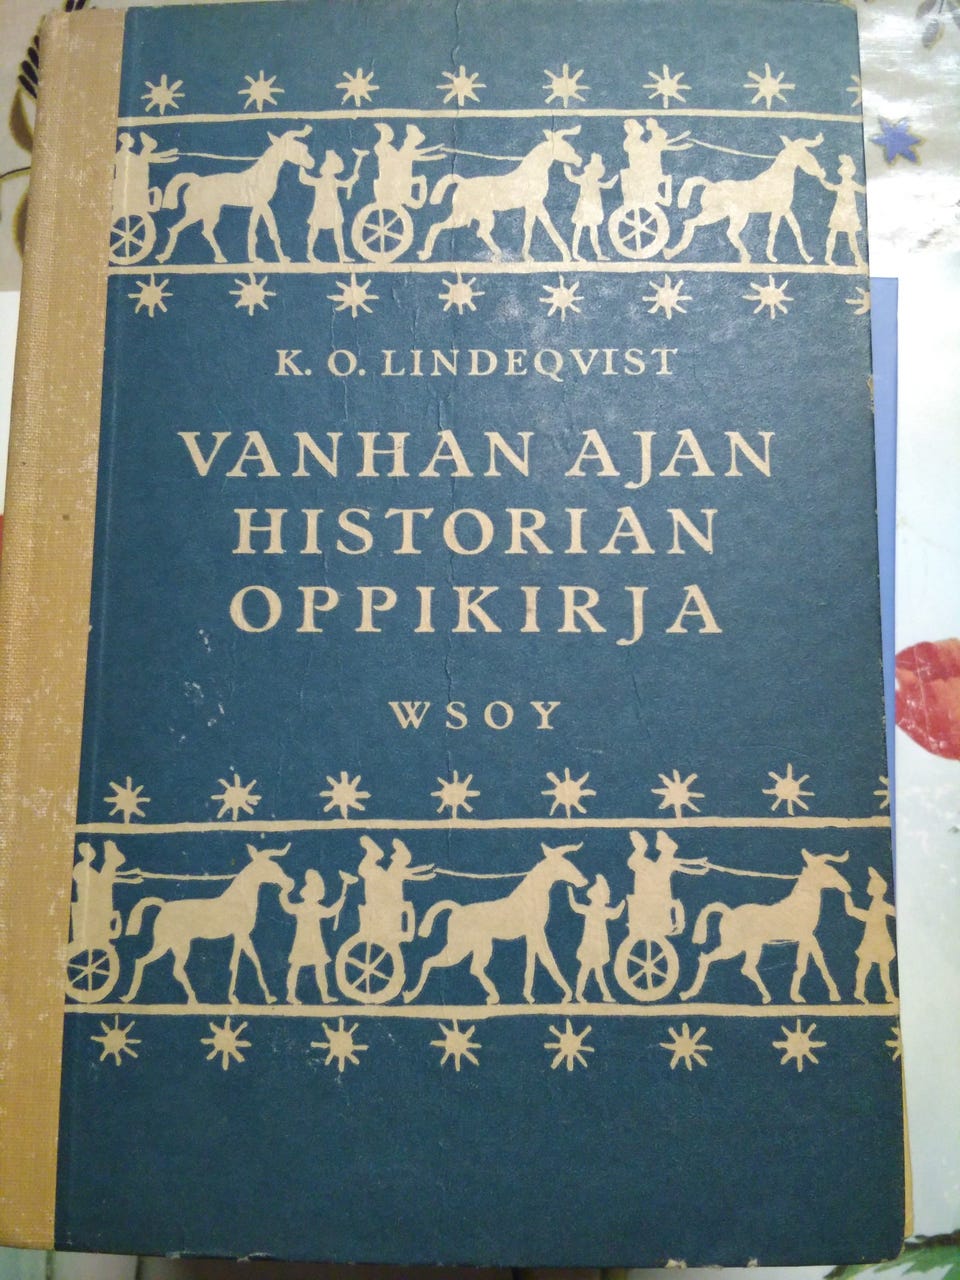 K. O. LINDEQVIST
VANHAN AJAN
HISTORIAN
OPPIKIRJA
WSOY